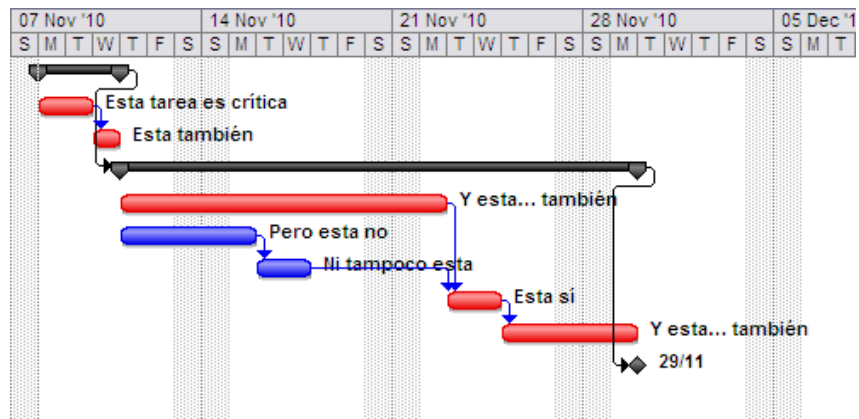 07 Nov '10 14 Nov '10 21 Nov '10 28 Nov '10 05 Dec '1
S M T W T F S S M T W T F S S M T W T F S S M T W T F S S M T
Esta tarea es crítica
Esta también
Y esta... también
Pero esta no
Ni tampoco esta
Esta sí
Y esta... también
29/11